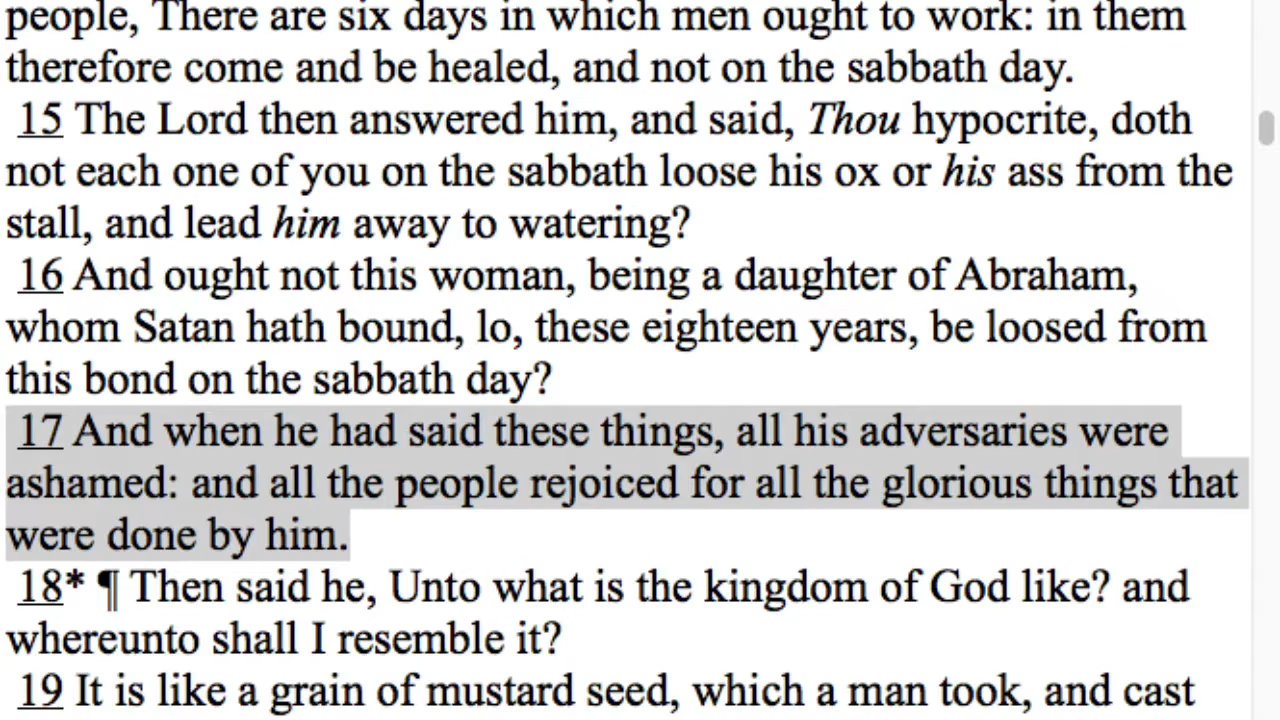 people, There are six days in which men ought to work: in them
therefore come and be healed, and not on the sabbath day.
15 The Lord then answered him, and said, Thou hypocrite, doth
not each one of you on the sabbath loose his ox or his ass from the
stall, and lead him away to watering?
16 And ought not this woman, being a daughter of Abraham,
whom Satan hath bound, lo, these eighteen years, be loosed from
this bond on the sabbath day?
17 And when he had said these things, all his adversaries were
ashamed: and all the people rejoiced for all the glorious things that
were done by him.
18* ¶ Then said he, Unto what is the kingdom of God like? and
whereunto shall I resemble it?
19 It is like a grain of mustard seed, which a man took, and cast